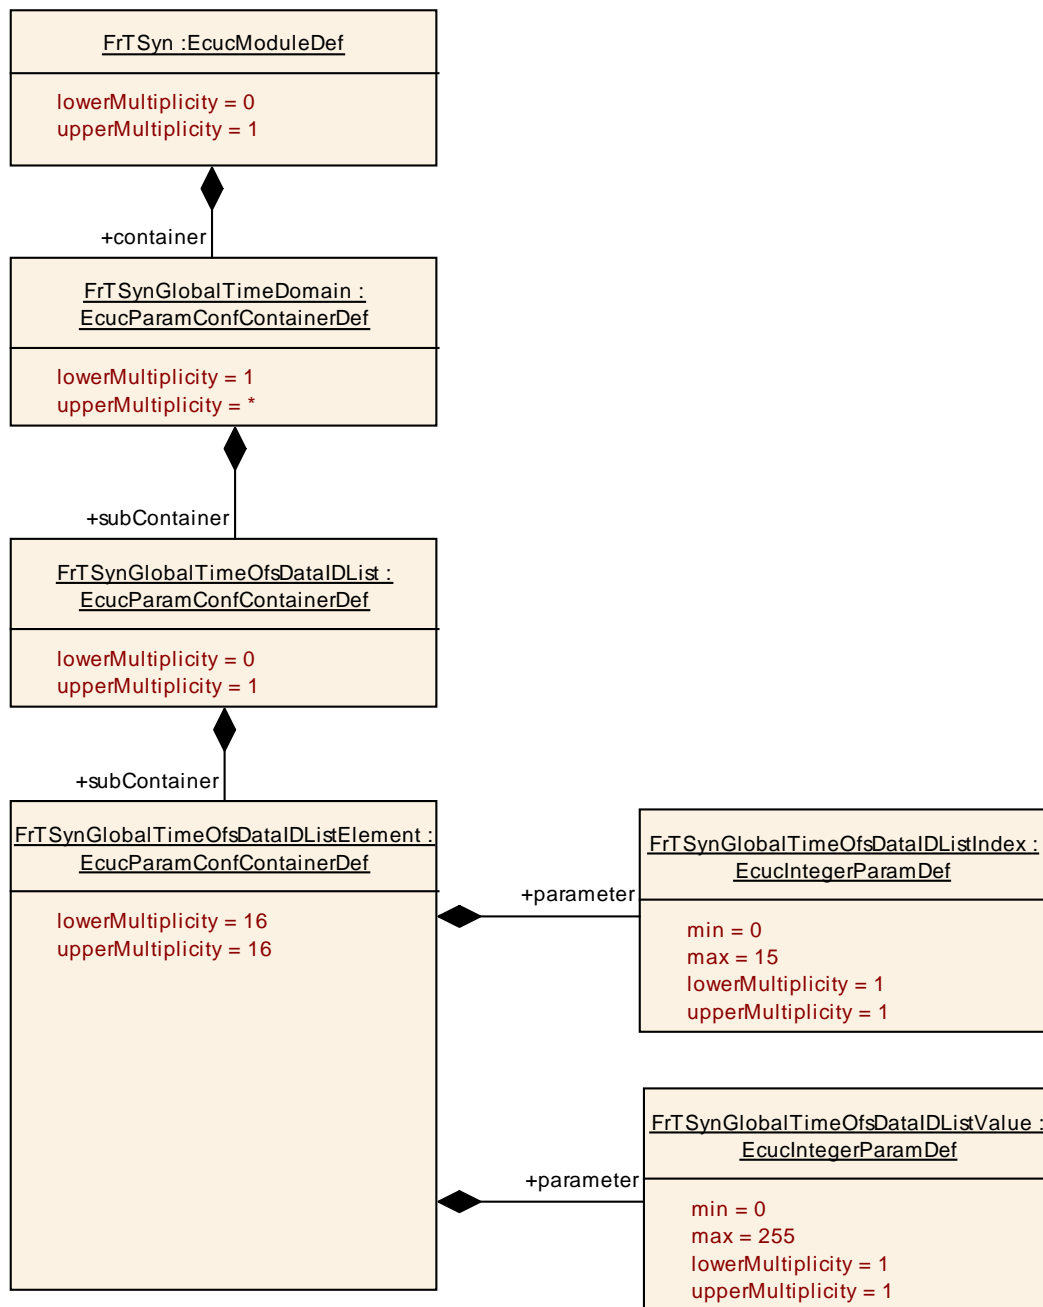 FrTSyn :EcucModuleDef
lowerMultiplicity = 0
upperMultiplicity = 1
+container
FrTSynGlobalTimeDomain :
EcucParamConfContainerDef
lowerMultiplicity = 1
upperMultiplicity = *
+subContainer
FrTSynGlobalTimeOfsDataIDList :
EcucParamConfContainerDef
lowerMultiplicity = 0
upperMultiplicity = 1
+subContainer
FrTSynGlobalTimeOfsDataIDListElement :
EcucParamConfContainerDef
lowerMultiplicity = 16
upperMultiplicity = 16
+parameter
FrTSynGlobalTimeOfsDataIDListIndex :
EcucIntegerParamDef
min = 0
max = 15
lowerMultiplicity = 1
upperMultiplicity = 1
+parameter
FrTSynGlobalTimeOfsDataIDListValue :
EcucIntegerParamDef
min = 0
max = 255
lowerMultiplicity = 1
upperMultiplicity = 1